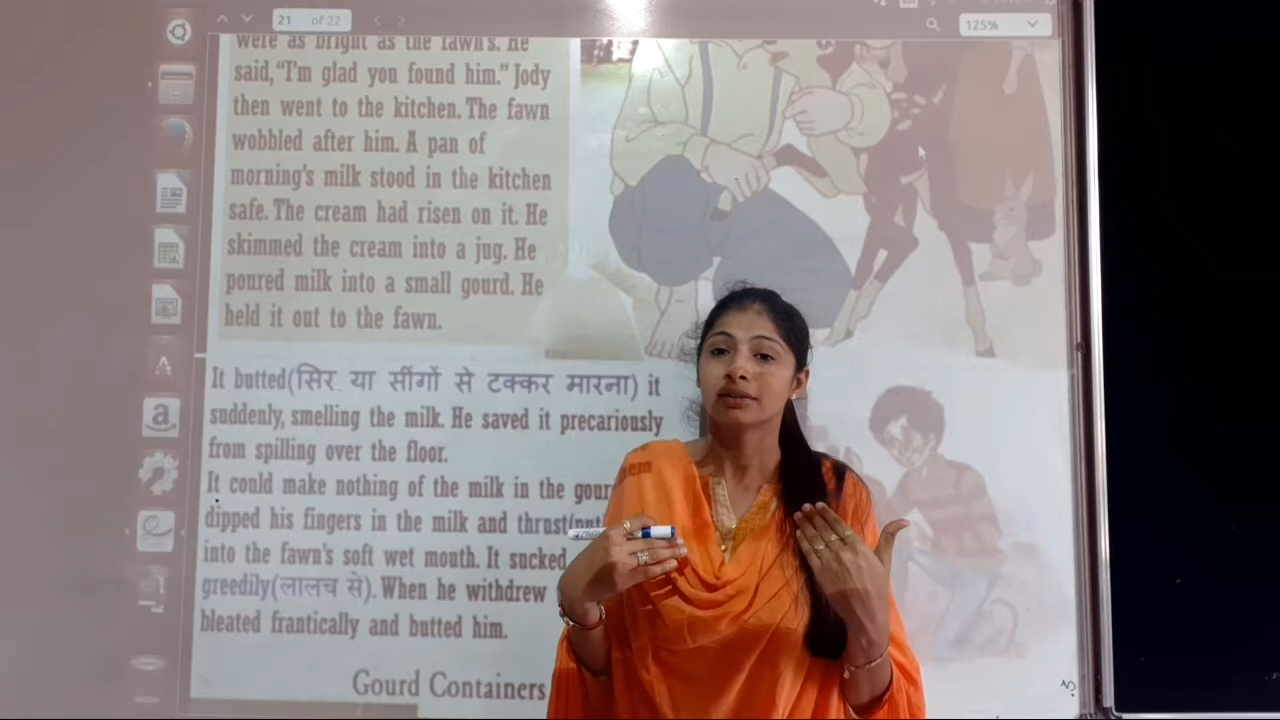 21 of 22
125%
were as bright as the fawn's. He
said, "I'm glad you found him." Jody
then went to the kitchen. The fawn
wobbled after him. A pan of
morning's milk stood in the kitchen
safe. The cream had risen on it. He
skimmed the cream into a jug. He
poured milk into a small gourd. He
held it out to the fawn.
It butted(सिर या सींगों से टक्कर मारना) it
suddenly, smelling the milk. He saved it precariously
from spilling over the floor.
It could make nothing of the milk in the
dipped his fingers in the milk and
into the fawn's soft wet mouth. It sucked
greedily(लालच से). When he withdrew
bleated frantically and butted him.
Gourd Containers